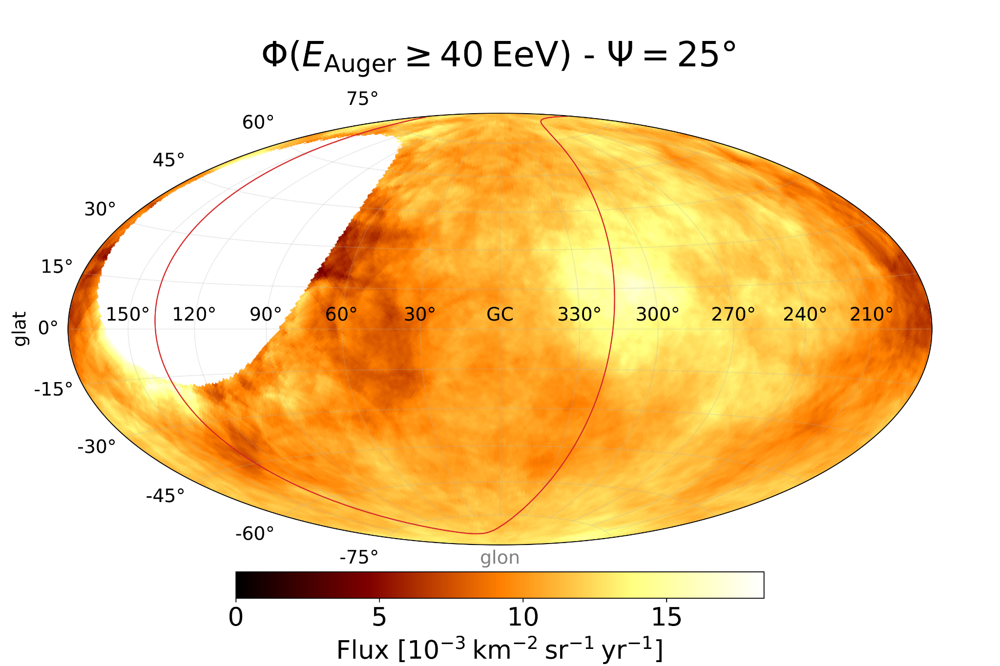 Φ(E_Auger ≥ 40 EeV) - Ψ = 25°
75°
60°
45°
30°
15°
150° 120° 90° 60° 30° GC 330° 300° 270° 240° 210°
glat 0°
-15°
-30°
-45°
-60°
-75° glon
0 5 10 15
Flux [10⁻³ km⁻² sr⁻¹ yr⁻¹]